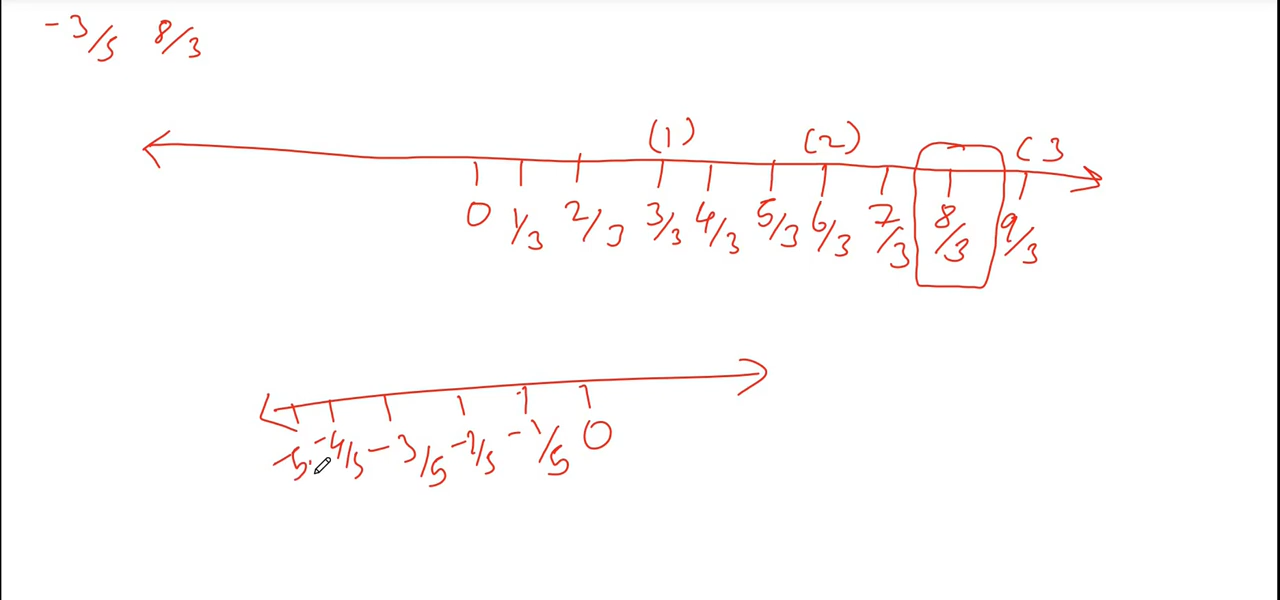 -3/5 8/3
(1) (2) (3
0 1/3 2/3 3/3 4/3 5/3 6/3 7/3 8/3 9/3
-5 -4/5 -3/5 -2/5 -1/5 0